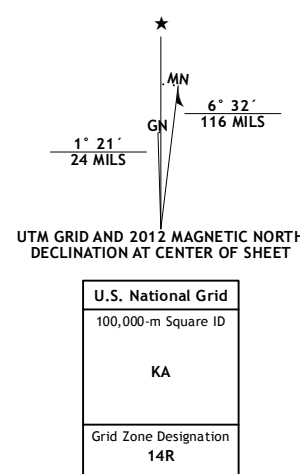 ★
MN
6° 32´
116 MILS
GN
1° 21´
24 MILS
UTM GRID AND 2012 MAGNETIC NORTH
DECLINATION AT CENTER OF SHEET
U.S. National Grid
100,000-m Square ID
KA
Grid Zone Designation
14R